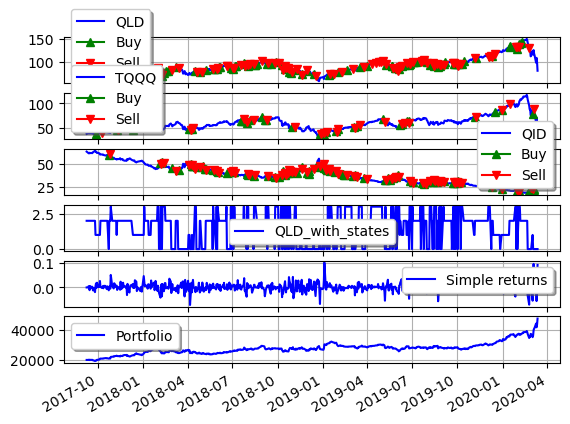 QLD
Buy
Sell
150
100
TQQQ
Buy
Sell
100
50
QID
Buy
Sell
50
25
QLD_with_states
2.5
0.0
Simple returns
0.1
0.0
Portfolio
40000
20000
2017-10 2018-01 2018-04 2018-07 2018-10 2019-01 2019-04 2019-07 2019-10 2020-01 2020-04